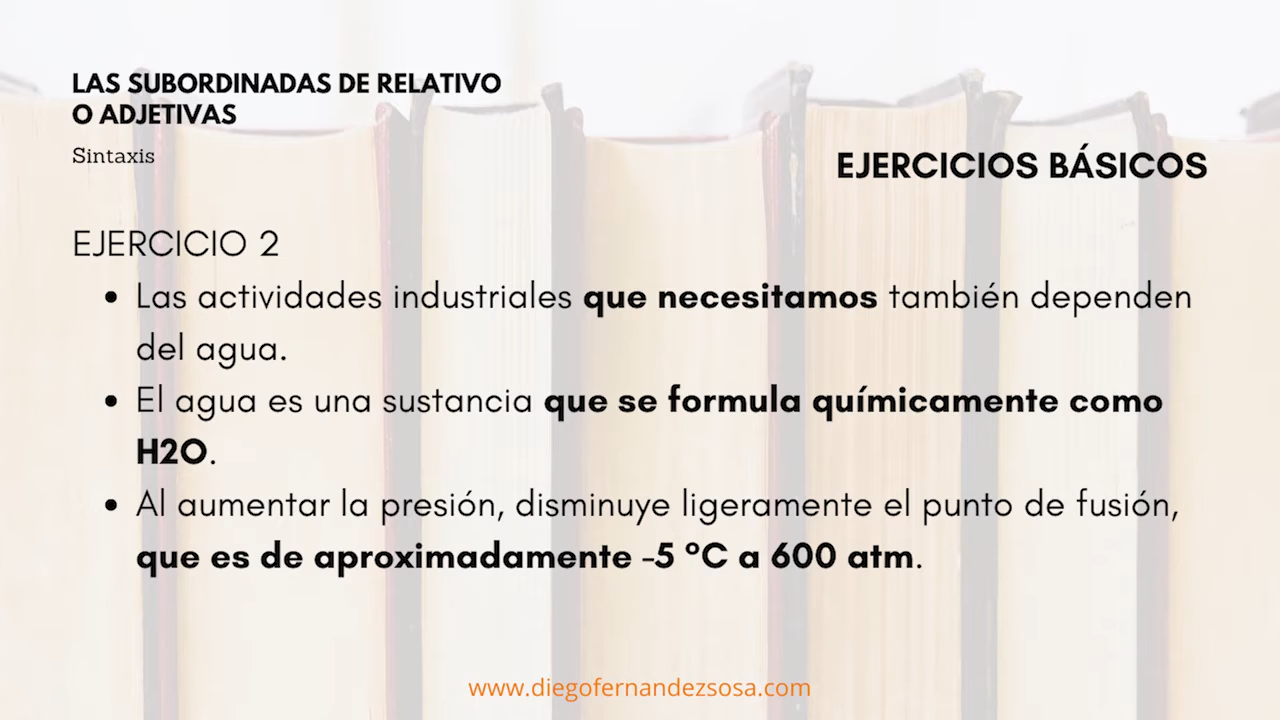 LAS SUBORDINADAS DE RELATIVO
O ADJETIVAS
Sintaxis
EJERCICIOS BÁSICOS
EJERCICIO 2
• Las actividades industriales que necesitamos también dependen
del agua.
• El agua es una sustancia que se formula químicamente como
H2O.
• Al aumentar la presión, disminuye ligeramente el punto de fusión,
que es de aproximadamente -5 ºC a 600 atm.
www.diegofernandezsosa.com